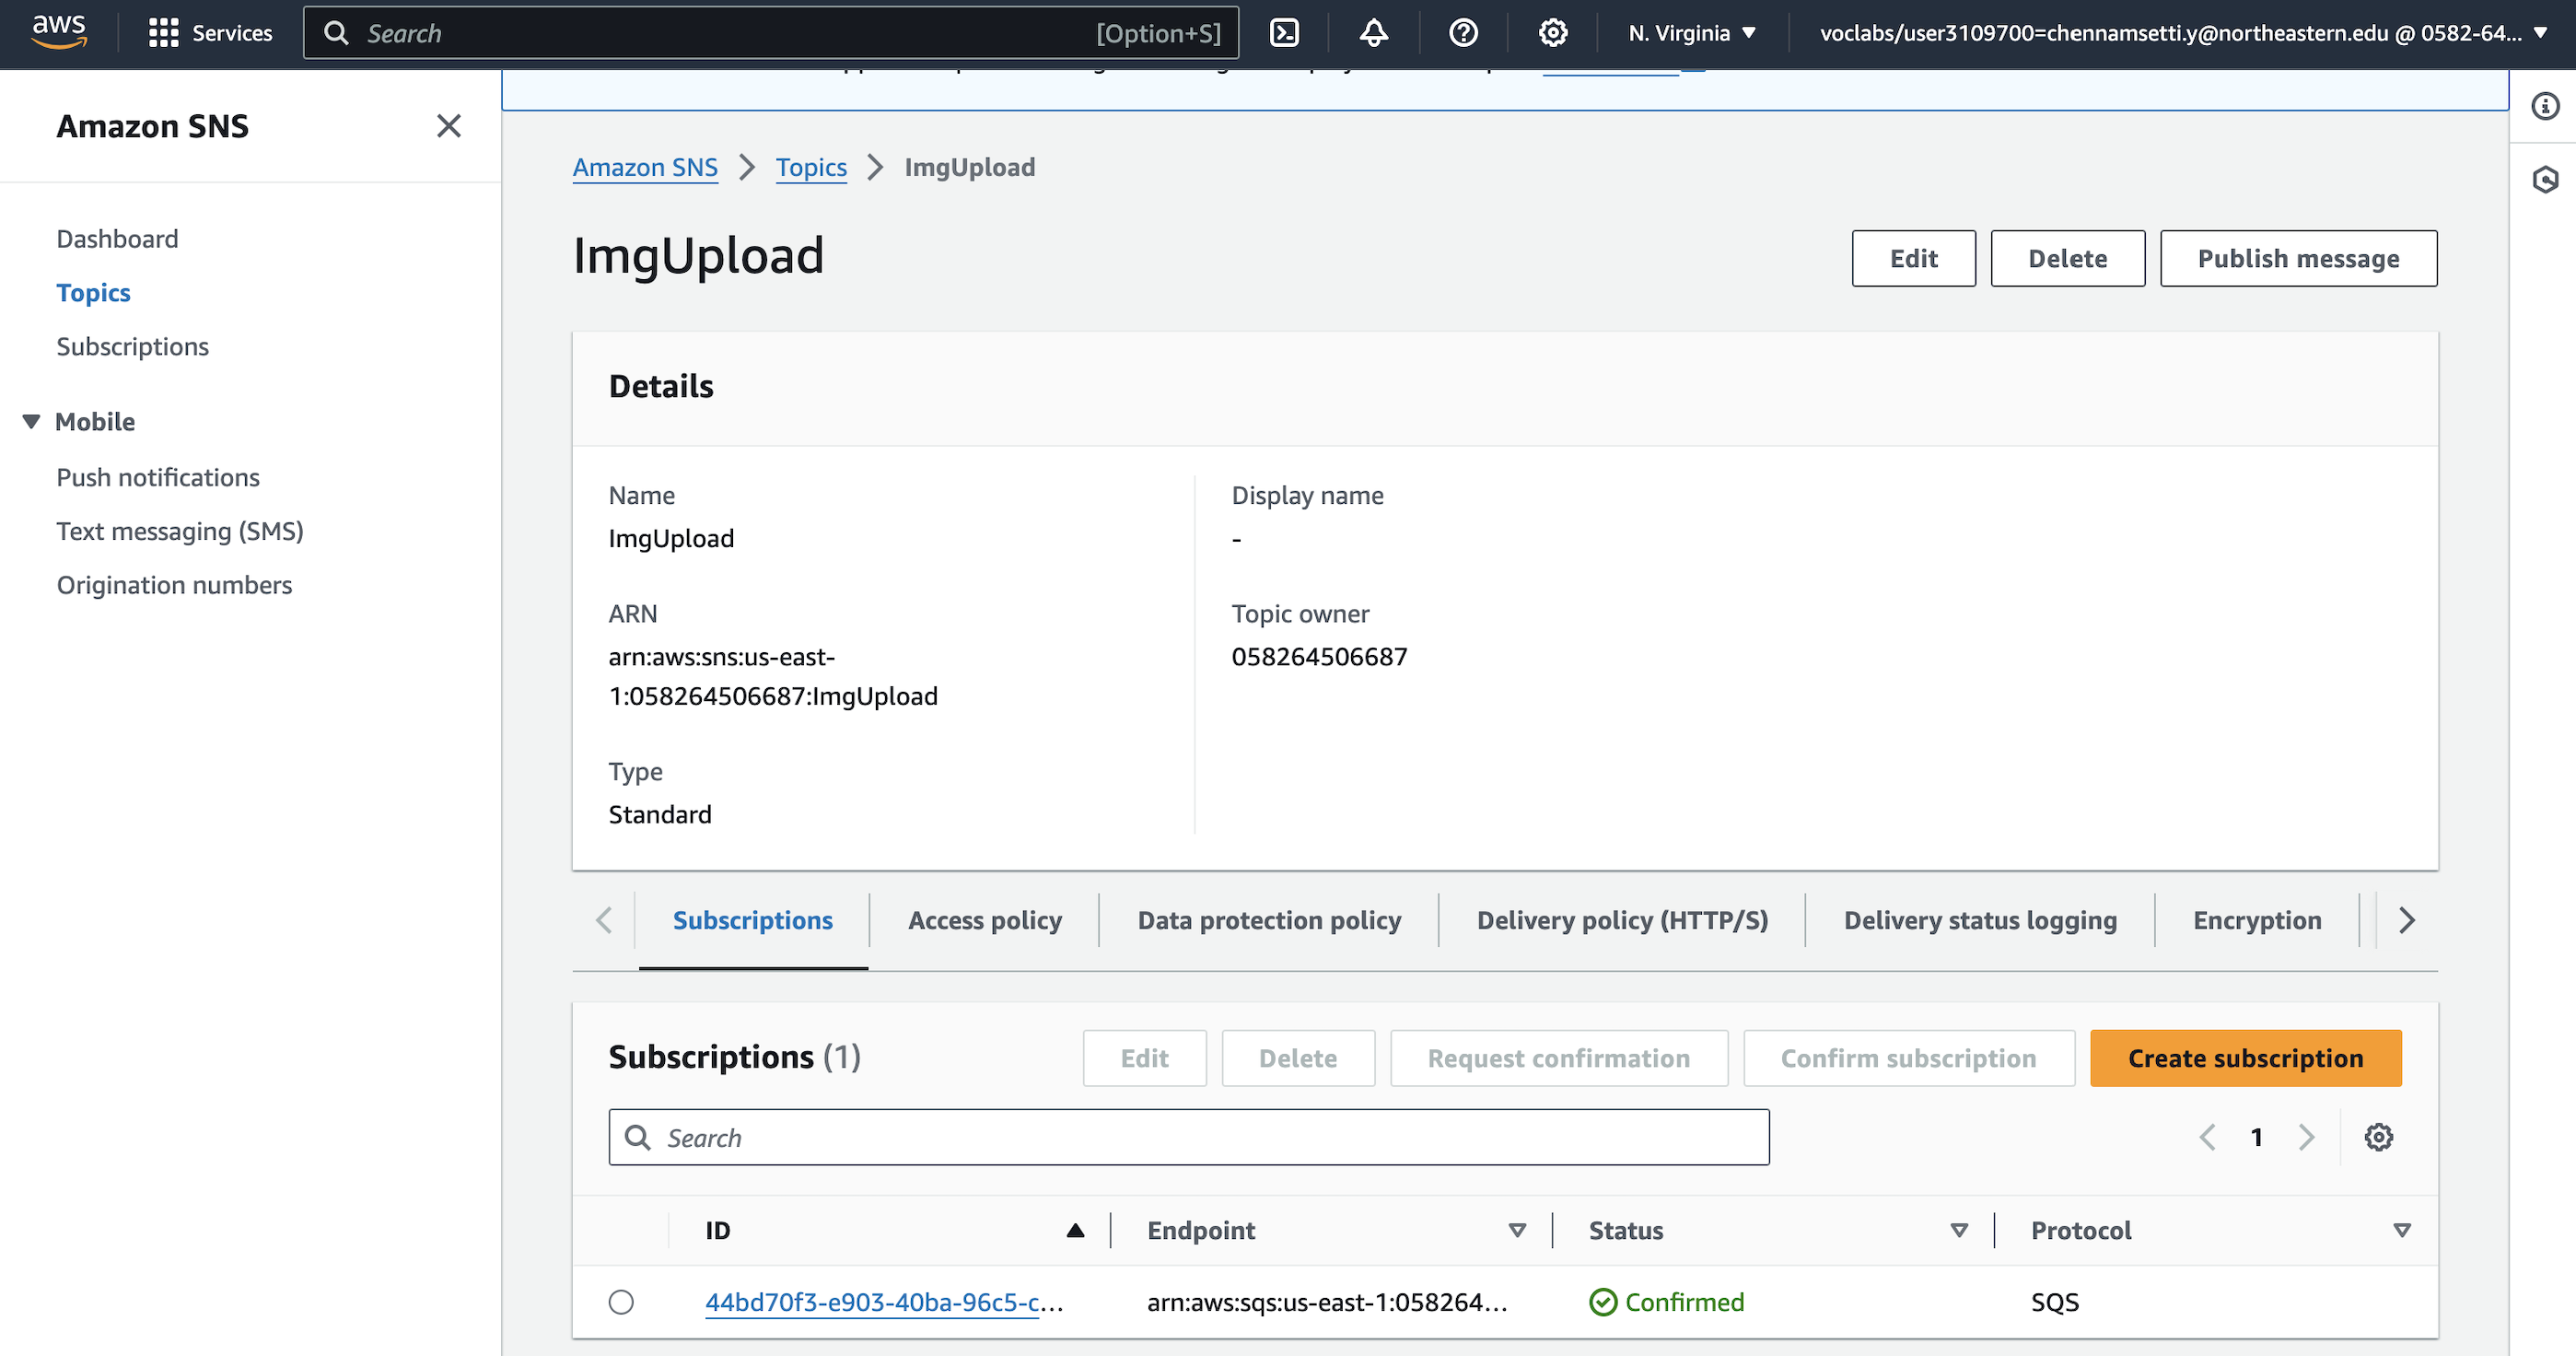 aws
Services
Search
[Option+S]
N. Virginia
voclabs/user3109700=chennamsetti.y@northeastern.edu @ 0582-64...
Amazon SNS
Dashboard
Topics
Subscriptions
Mobile
Push notifications
Text messaging (SMS)
Origination numbers
Amazon SNS
Topics
ImgUpload
ImgUpload
Edit
Delete
Publish message
Details
Name
ImgUpload
Display name
-
ARN
arn:aws:sns:us-east-
1:058264506687:ImgUpload
Topic owner
058264506687
Type
Standard
Subscriptions
Access policy
Data protection policy
Delivery policy (HTTP/S)
Delivery status logging
Encryption
Subscriptions (1)
Edit
Delete
Request confirmation
Confirm subscription
Create subscription
Search
1
ID
Endpoint
Status
Protocol
44bd70f3-e903-40ba-96c5-c...
arn:aws:sqs:us-east-1:058264...
Confirmed
SQS